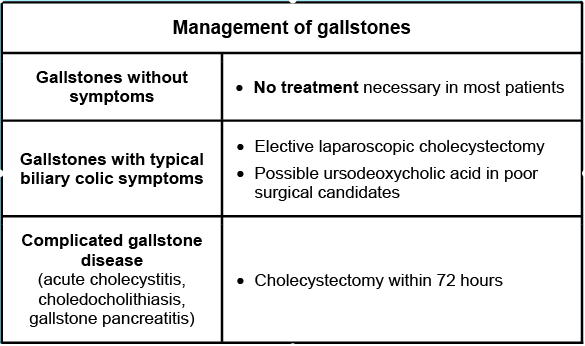 Management of gallstones
Gallstones without
symptoms
• No treatment necessary in most patients
Gallstones with typical
biliary colic symptoms
• Elective laparoscopic cholecystectomy
• Possible ursodeoxycholic acid in poor
surgical candidates
Complicated gallstone
disease
(acute cholecystitis,
choledocholithiasis,
gallstone pancreatitis)
• Cholecystectomy within 72 hours